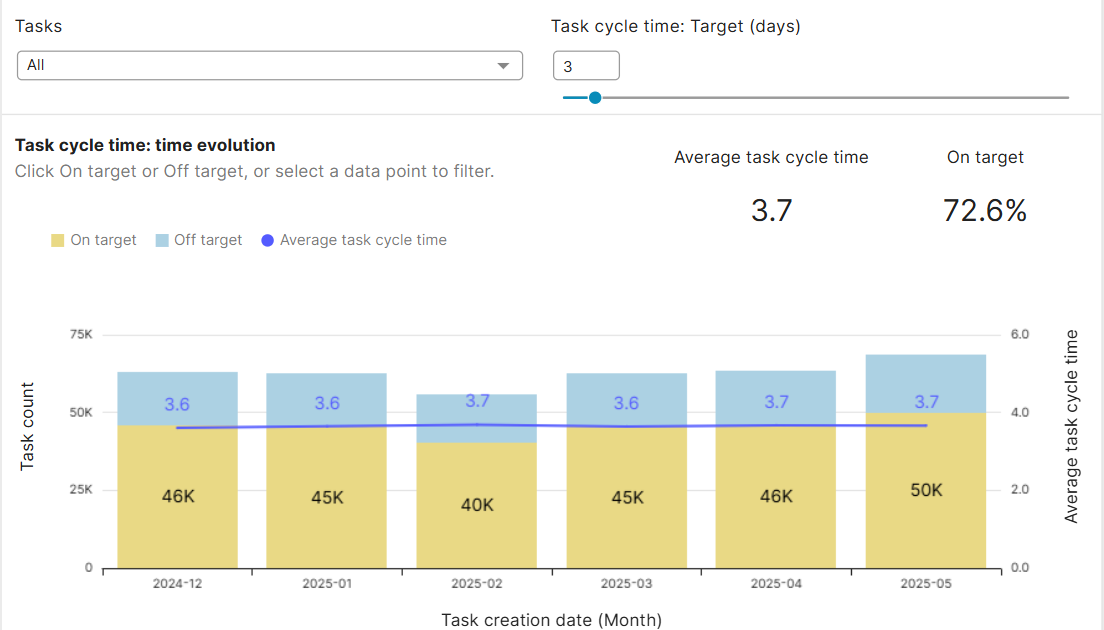 Tasks
Task cycle time: Target (days)
All
3
Task cycle time: time evolution
Click On target or Off target, or select a data point to filter.
Average task cycle time
On target
3.7
72.6%
On target
Off target
Average task cycle time
75K
50K
25K
0
Task count
6.0
4.0
2.0
0.0
Average task cycle time
3.6
3.6
3.7
3.6
3.7
3.7
46K
45K
40K
45K
46K
50K
2024-12
2025-01
2025-02
2025-03
2025-04
2025-05
Task creation date (Month)